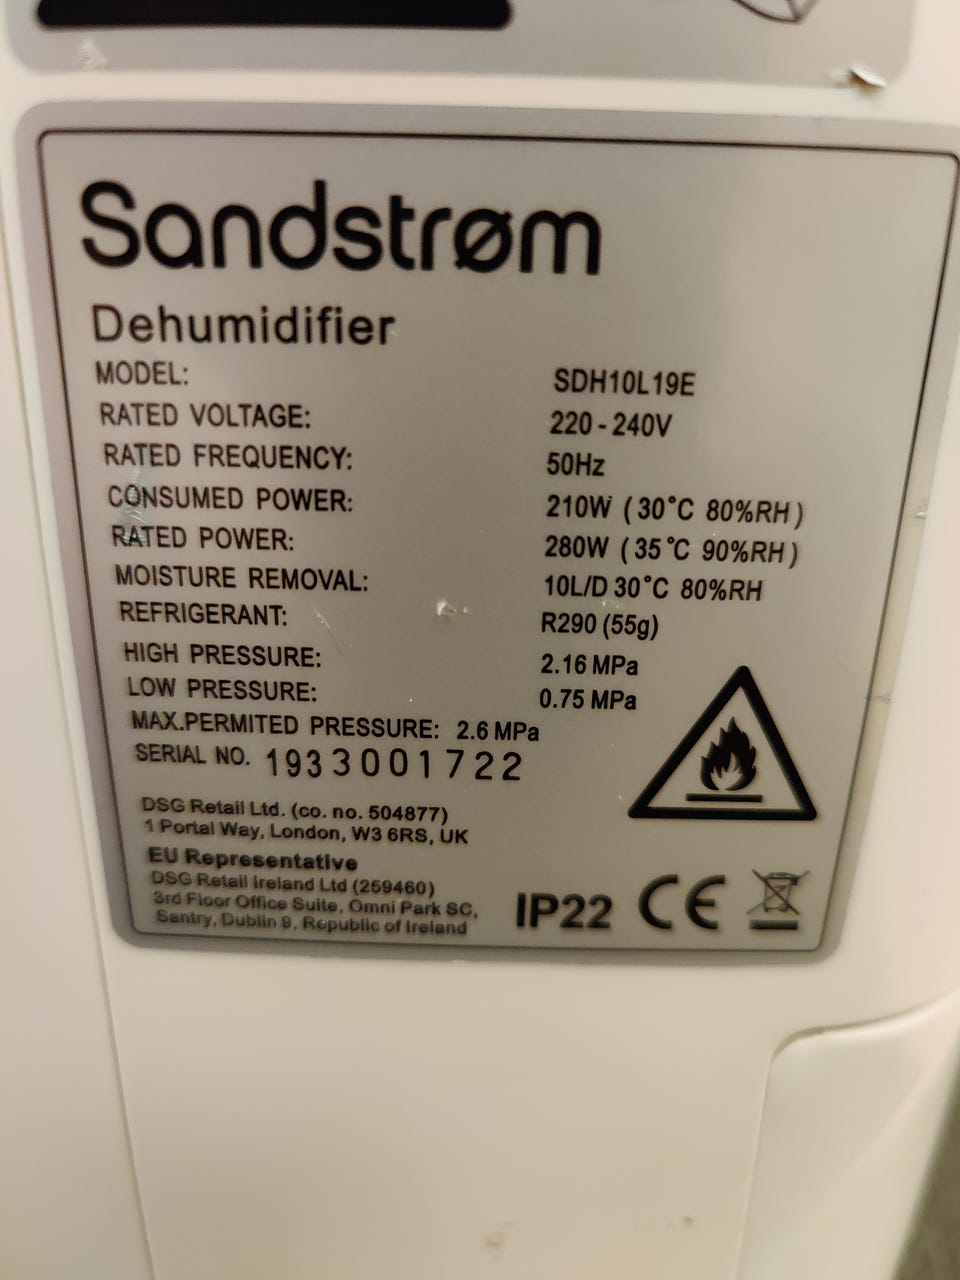 Sandstrøm
Dehumidifier
MODEL: SDH10L19E
RATED VOLTAGE: 220 - 240V
RATED FREQUENCY: 50Hz
CONSUMED POWER: 210W ( 30°C 80%RH )
RATED POWER: 280W ( 35°C 90%RH )
MOISTURE REMOVAL: 10L/D 30°C 80%RH
REFRIGERANT: R290 (55g)
HIGH PRESSURE: 2.16 MPa
LOW PRESSURE: 0.75 MPa
MAX.PERMITED PRESSURE: 2.6 MPa
SERIAL NO. 1933001722
DSG Retail Ltd. (co. no. 504877)
1 Portal Way, London, W3 6RS, UK
EU Representative
DSG Retail Ireland Ltd (259460)
3rd Floor Office Suite, Omni Park SC,
Santry, Dublin 9, Republic of Ireland
IP22 CE